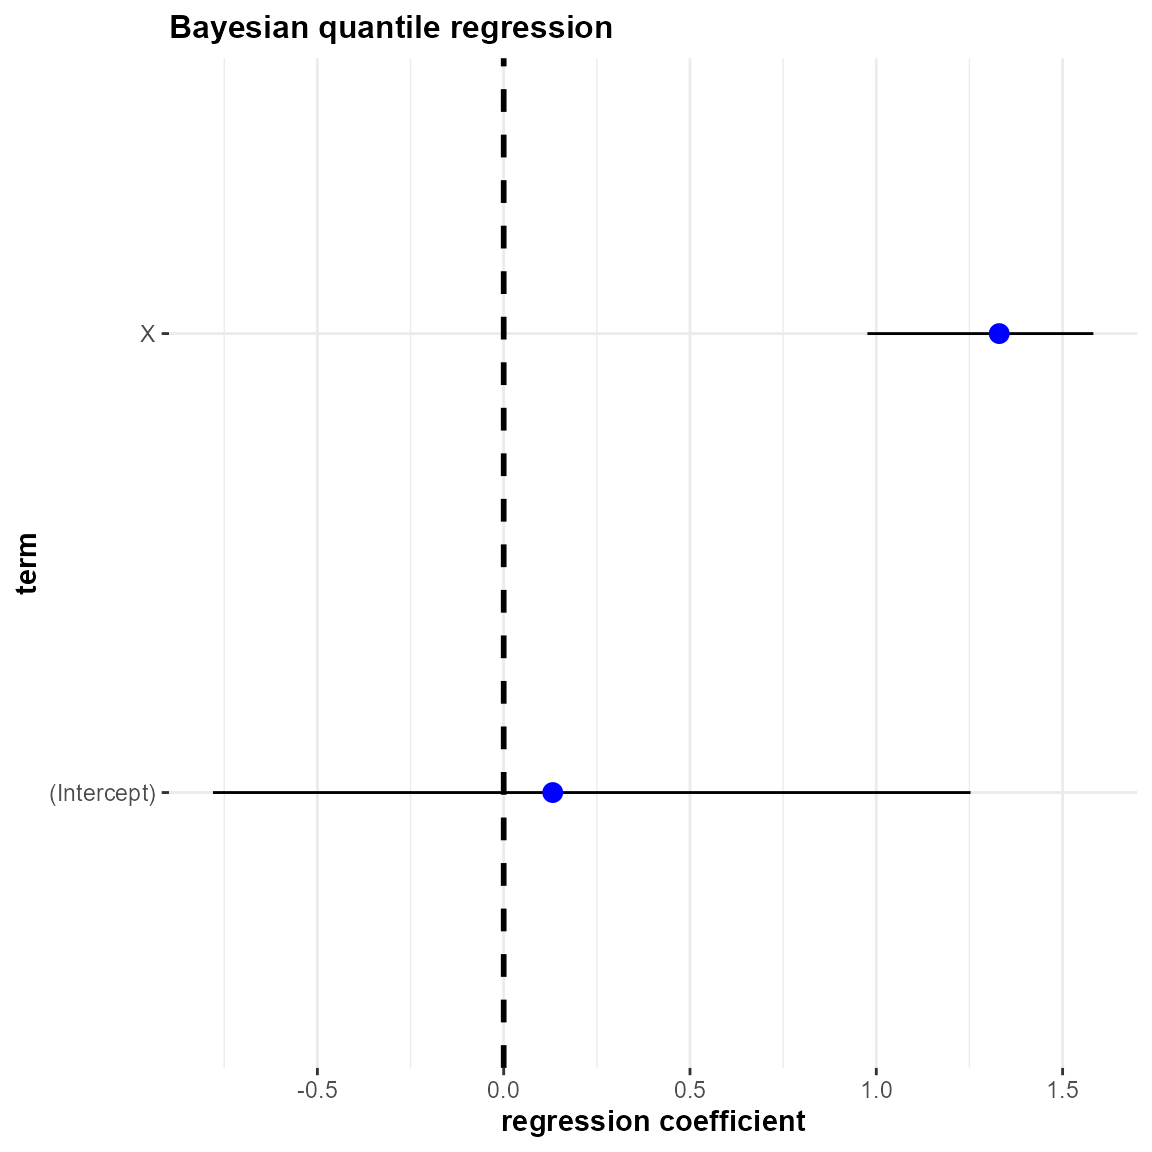 Bayesian quantile regression
term
X
(Intercept)
-0.5 0.0 0.5 1.0 1.5
regression coefficient